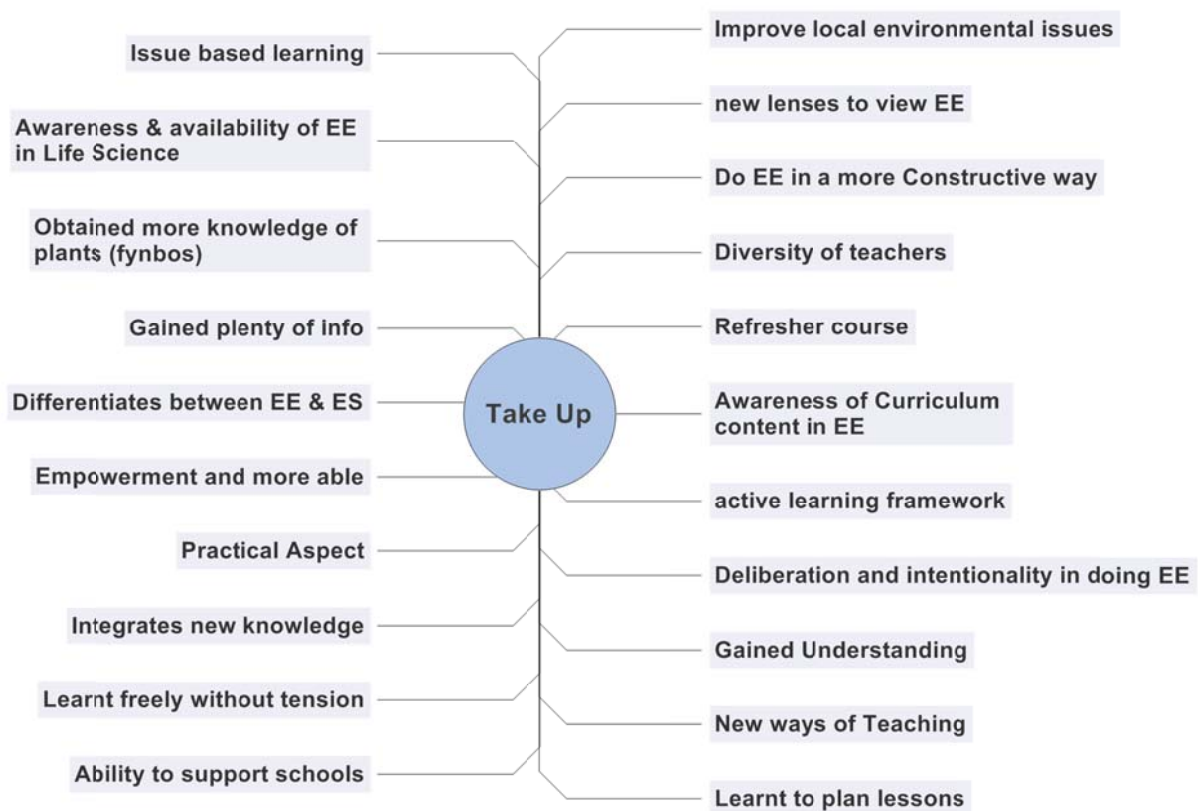 Issue based learning
Awareness & availability of EE
in Life Science
Obtained more knowledge of
plants (fynbos)
Gained plenty of info
Differentiates between EE & ES
Empowerment and more able
Practical Aspect
Integrates new knowledge
Learnt freely without tension
Ability to support schools
Take Up
Improve local environmental issues
new lenses to view EE
Do EE in a more Constructive way
Diversity of teachers
Refresher course
Awareness of Curriculum
content in EE
active learning framework
Deliberation and intentionality in doing EE
Gained Understanding
New ways of Teaching
Learnt to plan lessons